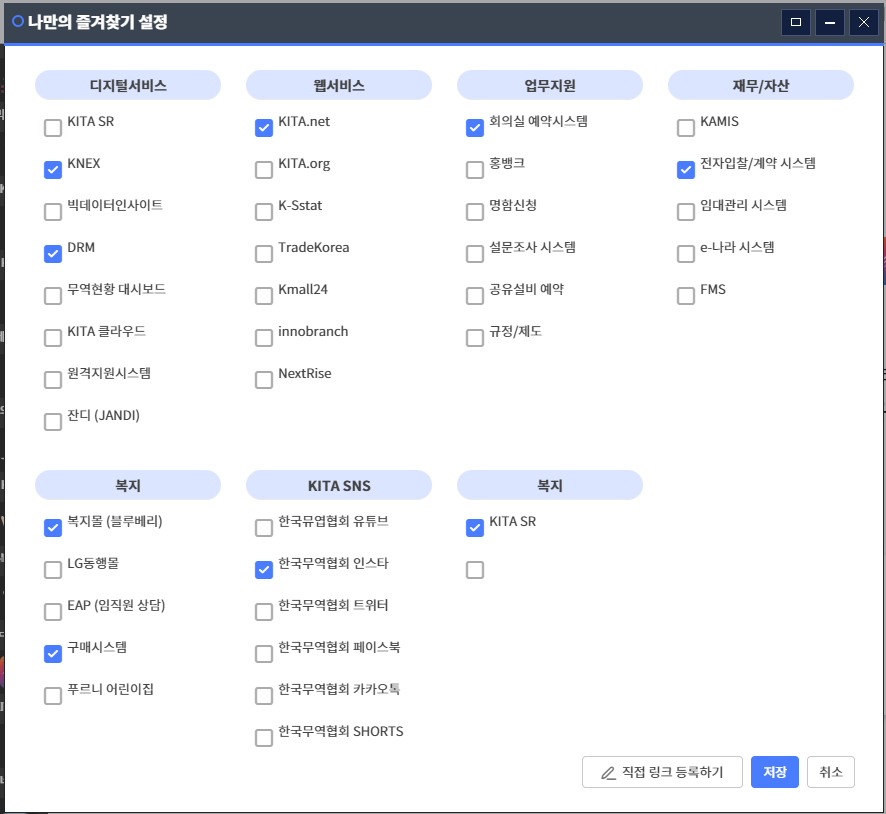 나만의 즐겨찾기 설정
디지털서비스
KITA SR
KNEX
빅데이터인사이트
DRM
무역현황 대시보드
KITA 클라우드
원격지원시스템
잔디 (JANDI)
웹서비스
KITA.net
KITA.org
K-Sstat
TradeKorea
Kmall24
innobranch
NextRise
업무지원
회의실 예약시스템
홍뱅크
명함신청
설문조사 시스템
공유설비 예약
규정/제도
재무/자산
KAMIS
전자입찰/계약 시스템
임대관리 시스템
e-나라 시스템
FMS
복지
복지몰 (블루베리)
LG동행몰
EAP (임직원 상담)
구매시스템
푸르니 어린이집
KITA SNS
한국뮤업협회 유튜브
한국무역협회 인스타
한국무역협회 트위터
한국무역협회 페이스북
한국무역협회 카카오톡
한국무역협회 SHORTS
복지
KITA SR
직접 링크 등록하기
저장
취소